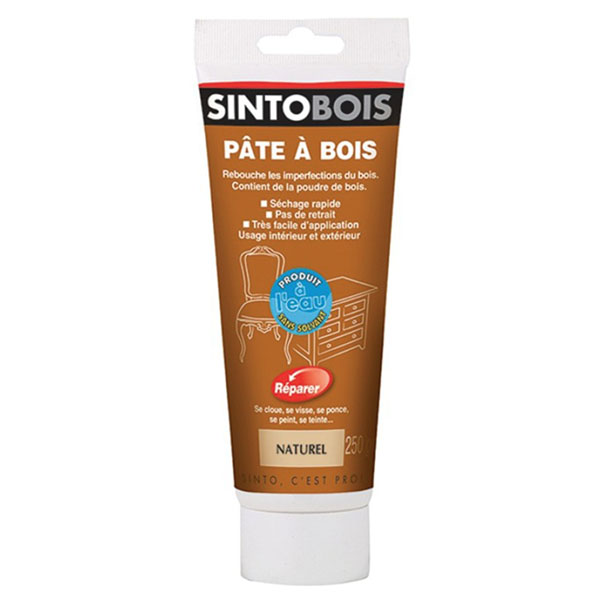 SINTOBOIS
PÂTE À BOIS
Rebouche les imperfections du bois.
Contient de la poudre de bois.
■ Séchage rapide
■ Pas de retrait
■ Très facile d'application
Usage intérieur et extérieur
PRODUIT
à
l'eau
SANS SOLVANT
Réparer
Se cloue, se visse, se ponce,
se peint, se teinte...
NATUREL 250
SINTO, C'EST